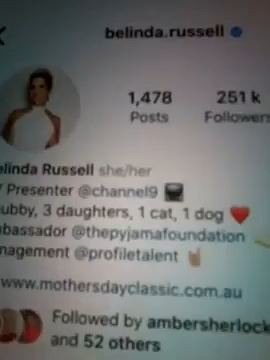 belinda.russell
1,478 251 k
Posts Followers
elinda Russell she/her
Presenter @channel9
ubby, 3 daughters, 1 cat, 1 dog ❤️
bassador @thepyjamafoundation
nagement @profiletalent 🤘
www.mothersdayclassic.com.au
Followed by ambersherlock
and 52 others